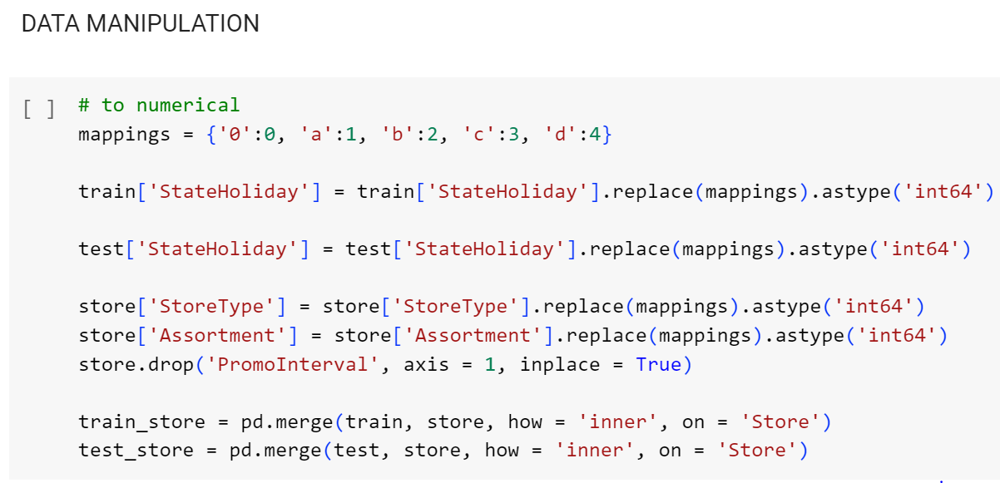 DATA MANIPULATION
[ ] # to numerical
mappings = {'0':0, 'a':1, 'b':2, 'c':3, 'd':4}
train['StateHoliday'] = train['StateHoliday'].replace(mappings).astype('int64')
test['StateHoliday'] = test['StateHoliday'].replace(mappings).astype('int64')
store['StoreType'] = store['StoreType'].replace(mappings).astype('int64')
store['Assortment'] = store['Assortment'].replace(mappings).astype('int64')
store.drop('PromoInterval', axis = 1, inplace = True)
train_store = pd.merge(train, store, how = 'inner', on = 'Store')
test_store = pd.merge(test, store, how = 'inner', on = 'Store')